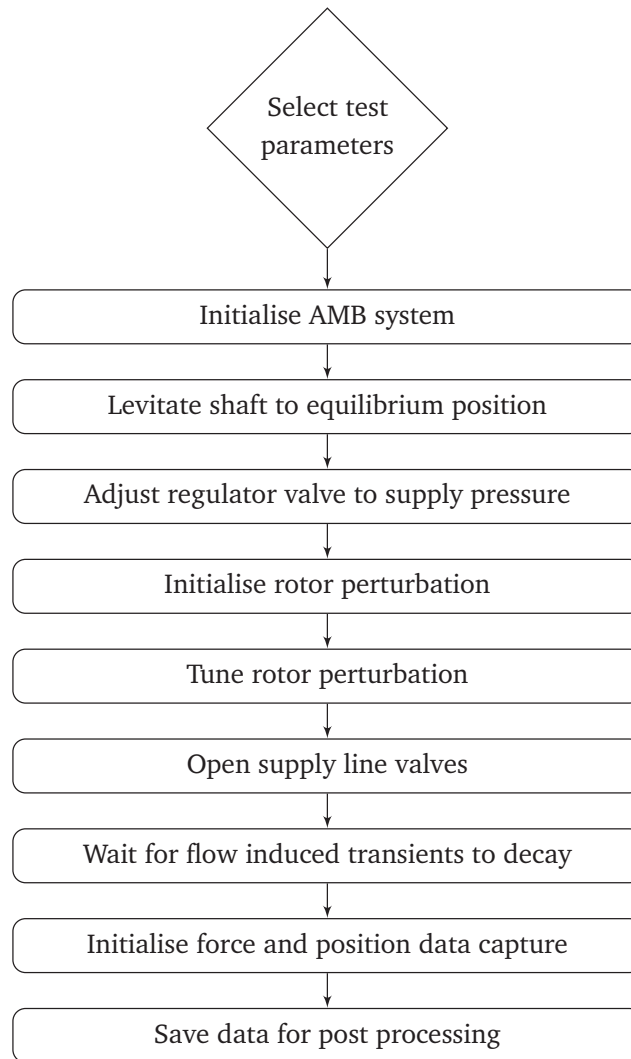 Select test
parameters
Initialise AMB system
Levitate shaft to equilibrium position
Adjust regulator valve to supply pressure
Initialise rotor perturbation
Tune rotor perturbation
Open supply line valves
Wait for flow induced transients to decay
Initialise force and position data capture
Save data for post processing